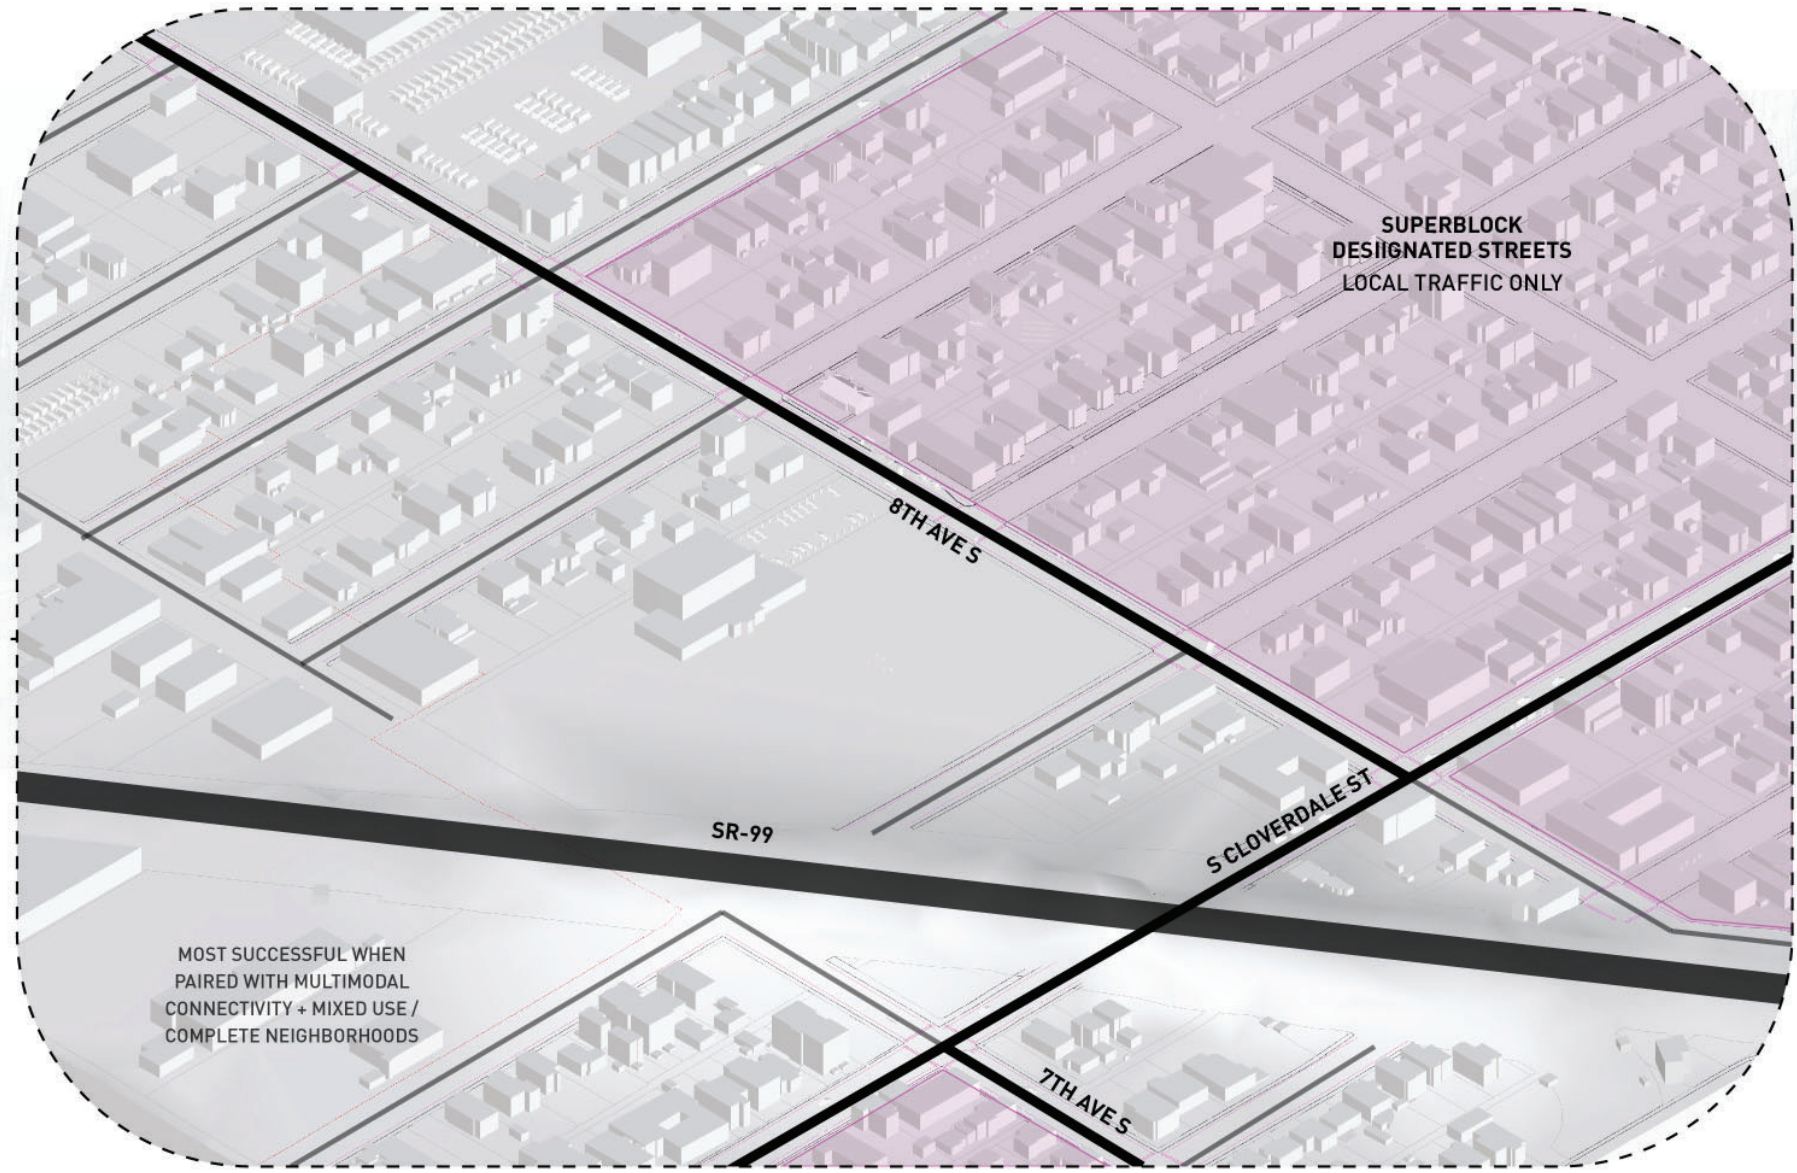 SUPERBLOCK
DESIIGNATED STREETS
LOCAL TRAFFIC ONLY
8TH AVE S
S CLOVERDALE ST
SR-99
MOST SUCCESSFUL WHEN
PAIRED WITH MULTIMODAL
CONNECTIVITY + MIXED USE /
COMPLETE NEIGHBORHOODS
7TH AVE S